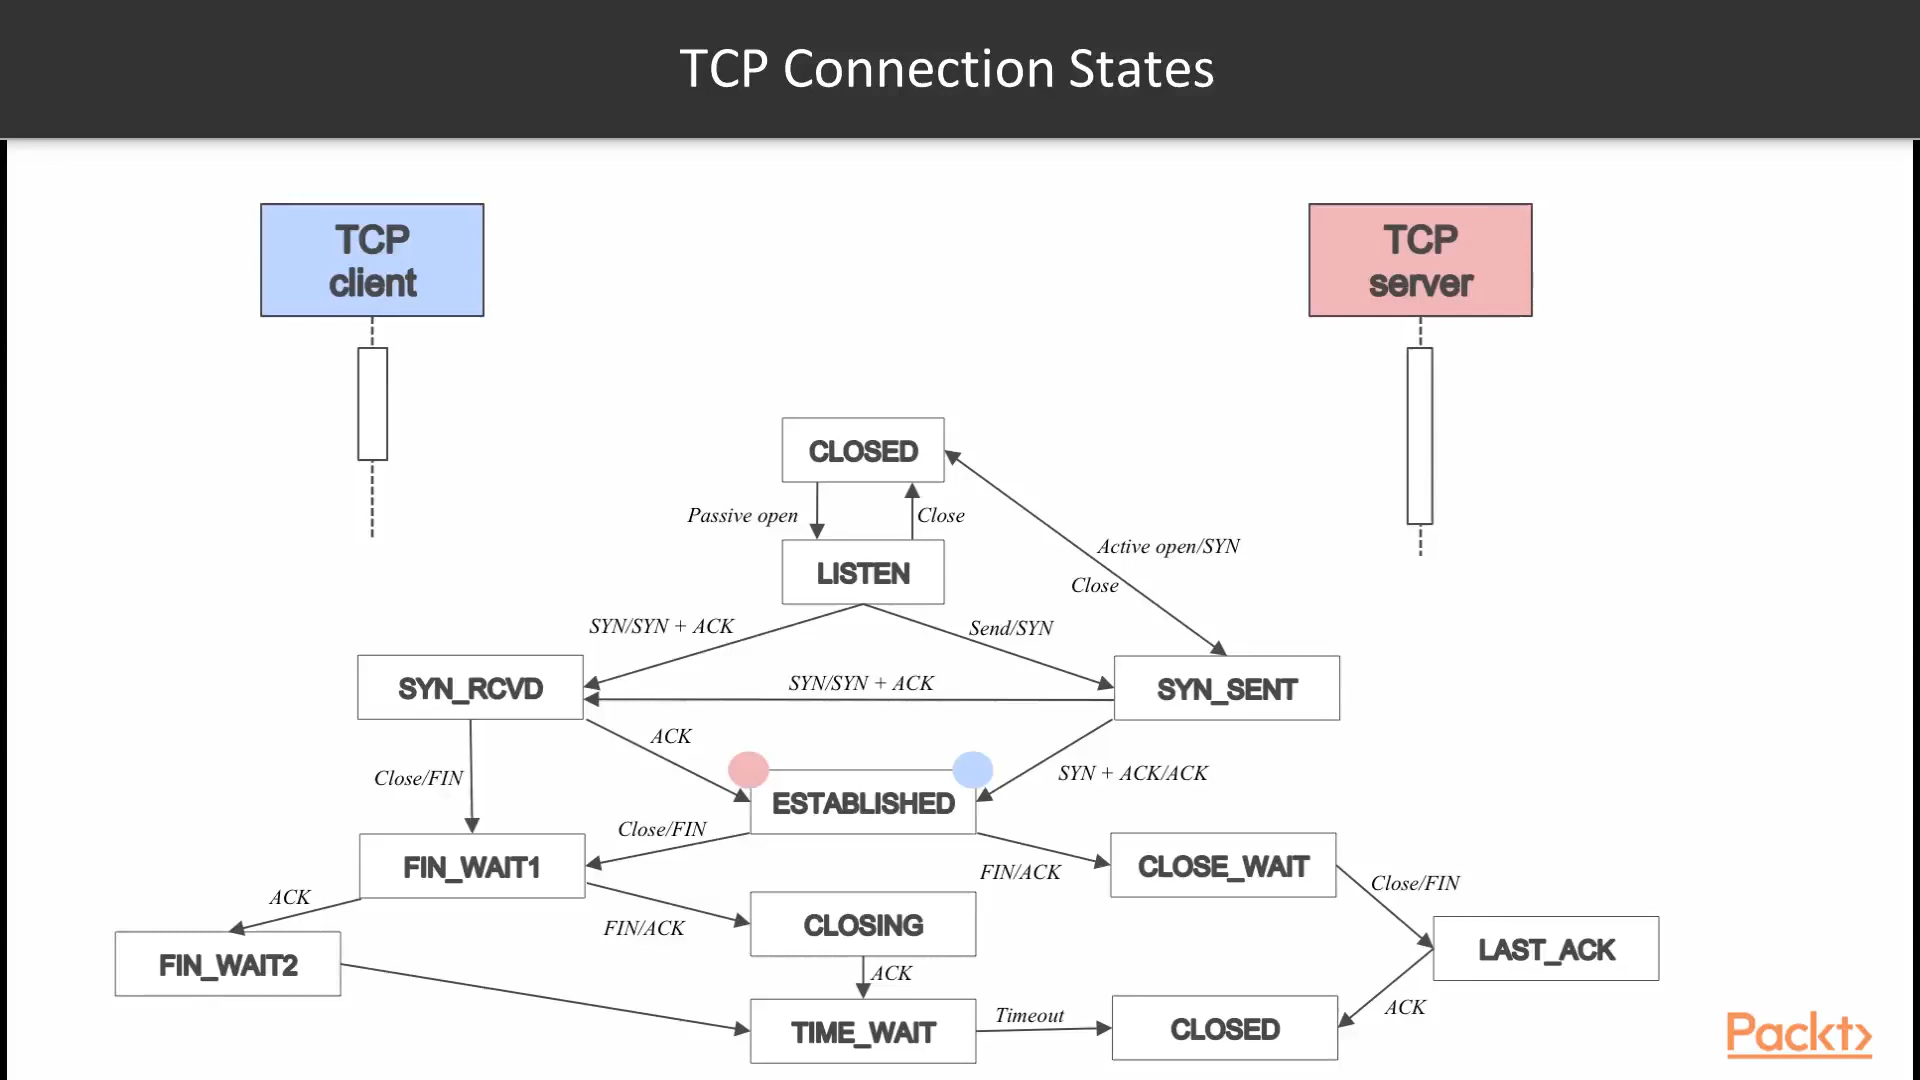 TCP Connection States
TCP
client
TCP
server
CLOSED
Passive open
Close
Active open/SYN
LISTEN
Close
SYN/SYN + ACK
Send/SYN
SYN_RCVD
SYN/SYN + ACK
SYN_SENT
ACK
Close/FIN
SYN + ACK/ACK
ESTABLISHED
Close/FIN
FIN_WAIT1
FIN/ACK
CLOSE_WAIT
Close/FIN
ACK
FIN/ACK
CLOSING
FIN_WAIT2
LAST_ACK
ACK
ACK
TIME_WAIT
Timeout
CLOSED
Packt>